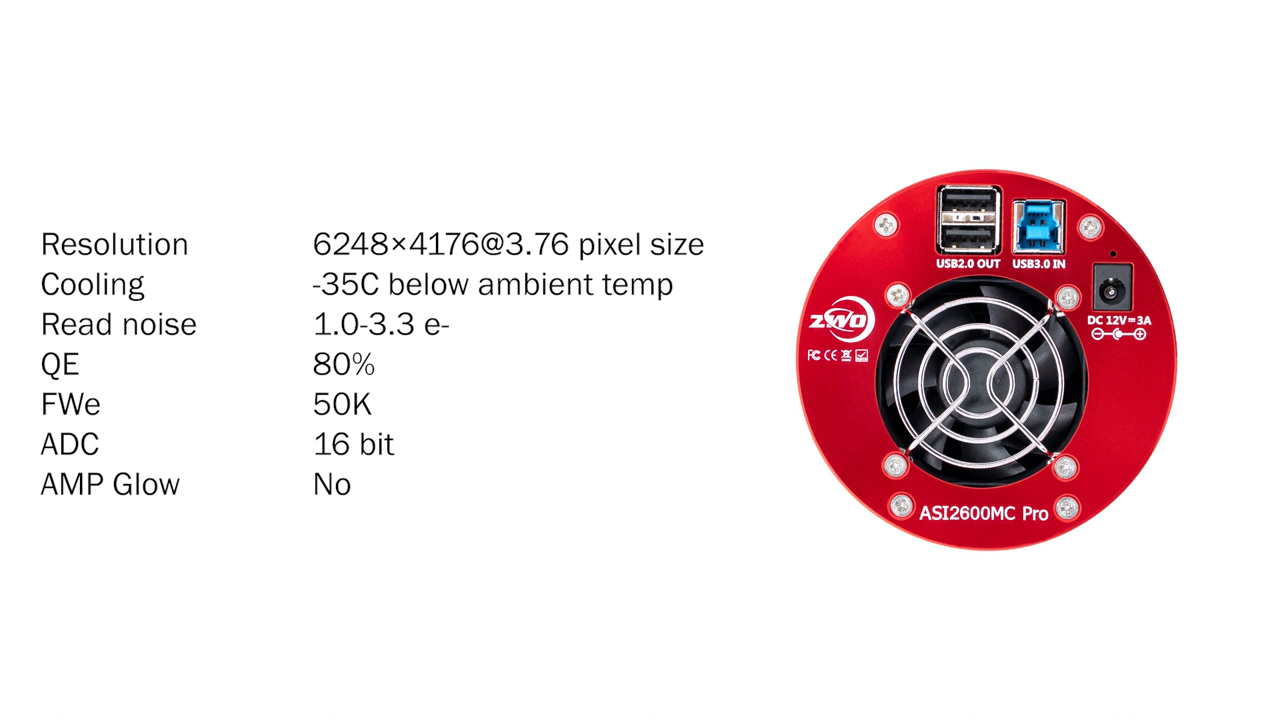 Resolution 6248×4176@3.76 pixel size
Cooling -35C below ambient temp
Read noise 1.0-3.3 e-
QE 80%
FWe 50K
ADC 16 bit
AMP Glow No
USB2.0 OUT USB3.0 IN
DC 12V=3A
ZWO
FC CE
ASI2600MC Pro